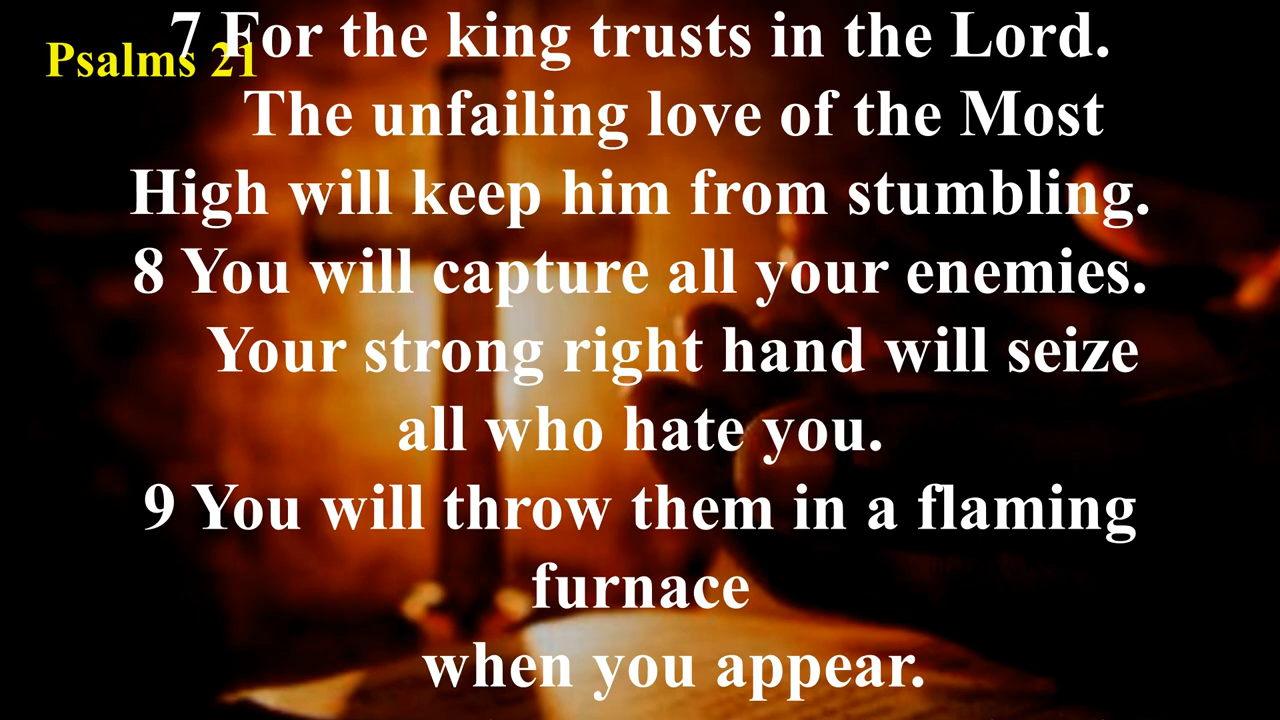 Psalms 21
7 For the king trusts in the Lord.
The unfailing love of the Most
High will keep him from stumbling.
8 You will capture all your enemies.
Your strong right hand will seize
all who hate you.
9 You will throw them in a flaming
furnace
when you appear.